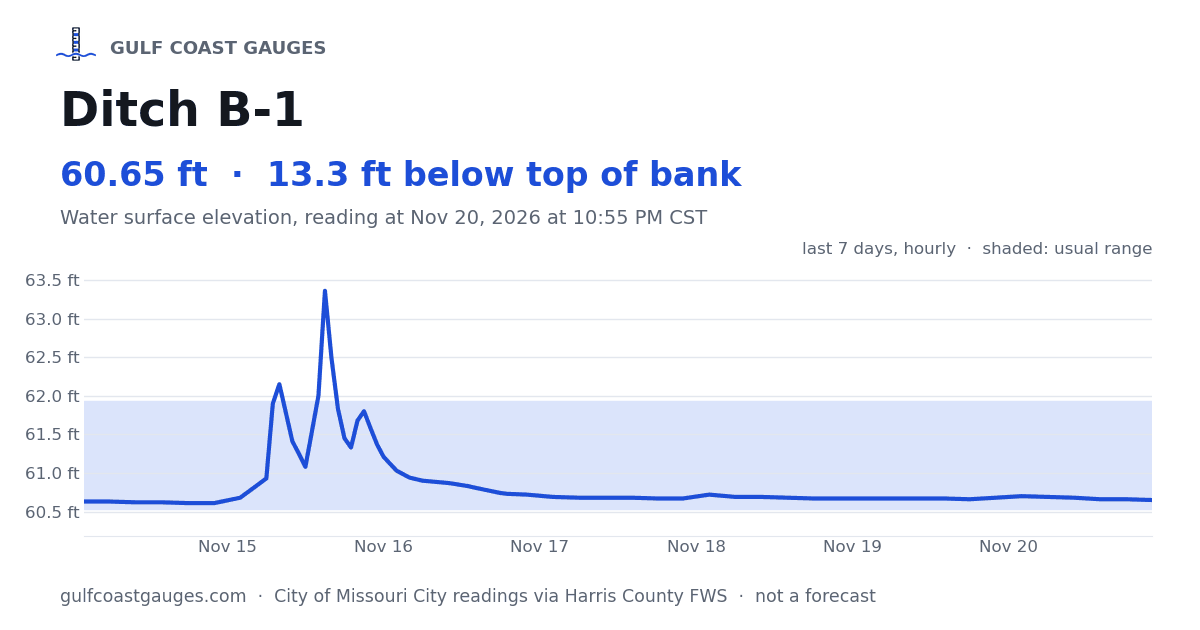 GULF COAST GAUGES
Ditch B-1
60.65 ft · 13.3 ft below top of bank
Water surface elevation, reading at Nov 20, 2026 at 10:55 PM CST
last 7 days, hourly · shaded: usual range
63.5 ft
63.0 ft
62.5 ft
62.0 ft
61.5 ft
61.0 ft
60.5 ft
Nov 15 Nov 16 Nov 17 Nov 18 Nov 19 Nov 20
gulfcoastgauges.com · City of Missouri City readings via Harris County FWS · not a forecast